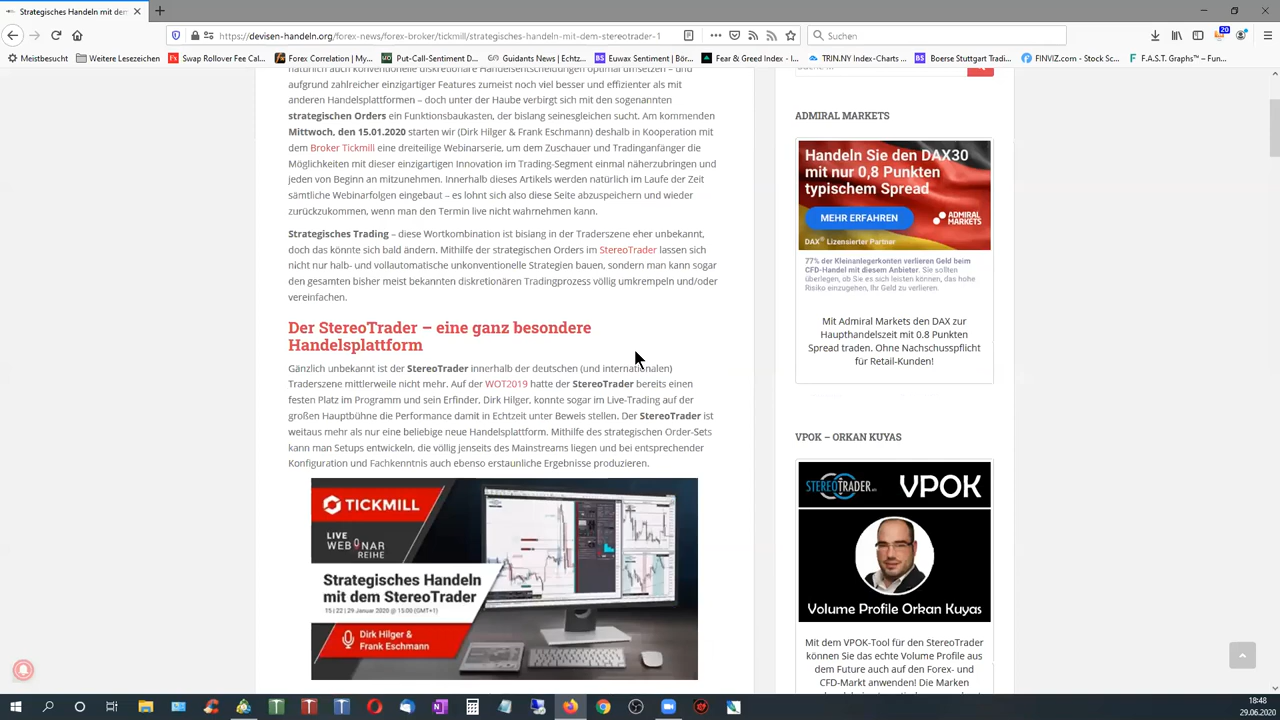 Strategisches Handeln mit dem
https://devisen-handeln.org/forex-news/forex-broker/tickmill/strategisches-handeln-mit-dem-stereotrader-1
Suchen
20
Meistbesucht
Weitere Lesezeichen
Swap Rollover Fee Cal...
Forex Correlation | My...
Put-Call-Sentiment D...
Guidants News | Echtz...
Euwax Sentiment | Bör...
Fear & Greed Index - I...
TRIN.NY Index-Charts ...
Boerse Stuttgart Tradi...
FINVIZ.com - Stock Sc...
F.A.S.T. Graphs™ – Fun...
natürlich auch konventionelle diskretionäre Handelsentscheidungen optimal umsetzen – und
aufgrund zahlreicher einzigartiger Features zumeist noch viel besser und effizienter als mit
anderen Handelsplattformen – doch unter der Haube verbirgt sich mit den sogenannten
strategischen Orders ein Funktionsbaukasten, der bislang seinesgleichen sucht. Am kommenden
Mittwoch, den 15.01.2020 starten wir (Dirk Hilger & Frank Eschmann) deshalb in Kooperation mit
dem Broker Tickmill eine dreiteilige Webinarserie, um dem Zuschauer und Tradinganfänger die
Möglichkeiten mit dieser einzigartigen Innovation im Trading-Segment einmal näherzubringen und
jeden von Beginn an mitzunehmen. Innerhalb dieses Artikels werden natürlich im Laufe der Zeit
sämtliche Webinarfolgen eingebaut – es lohnt sich also diese Seite abzuspeichern und wieder
zurückzukommen, wenn man den Termin live nicht wahrnehmen kann.
Strategisches Trading – diese Wortkombination ist bislang in der Traderszene eher unbekannt,
doch das könnte sich bald ändern. Mithilfe der strategischen Orders im StereoTrader lassen sich
nicht nur halb- und vollautomatische unkonventionelle Strategien bauen, sondern man kann sogar
den gesamten bisher meist bekannten diskretionären Tradingprozess völlig umkrempeln und/oder
vereinfachen.
Der StereoTrader – eine ganz besondere
Handelsplattform
Gänzlich unbekannt ist der StereoTrader innerhalb der deutschen (und internationalen)
Traderszene mittlerweile nicht mehr. Auf der WOT2019 hatte der StereoTrader bereits einen
festen Platz im Programm und sein Erfinder, Dirk Hilger, konnte sogar im Live-Trading auf der
großen Hauptbühne die Performance damit in Echtzeit unter Beweis stellen. Der StereoTrader ist
weitaus mehr als nur eine beliebige neue Handelsplattform. Mithilfe des strategischen Order-Sets
kann man Setups entwickeln, die völlig jenseits des Mainstreams liegen und bei entsprechender
Konfiguration und Fachkenntnis auch ebenso erstaunliche Ergebnisse produzieren.
TICKMILL
LIVE
WEBINAR
REIHE
Strategisches Handeln
mit dem StereoTrader
15 | 22 | 29 Januar 2020 @ 15:00 (GMT+1)
Dirk Hilger &
Frank Eschmann
ADMIRAL MARKETS
Handeln Sie den DAX30
mit nur 0,8 Punkten
typischem Spread
MEHR ERFAHREN
ADMIRAL
MARKETS
DAX® Lizensierter Partner
77% der Kleinanlegerkonten verlieren Geld beim
CFD-Handel mit diesem Anbieter. Sie sollten
überlegen, ob Sie es sich leisten können, das hohe
Risiko einzugehen, Ihr Geld zu verlieren.
Mit Admiral Markets den DAX zur
Haupthandelszeit mit 0.8 Punkten
Spread traden. Ohne Nachschusspflicht
für Retail-Kunden!
VPOK – ORKAN KUYAS
STEREOTRADER
VPOK
Volume Profile Orkan Kuyas
Mit dem VPOK-Tool für den StereoTrader
können Sie das echte Volume Profile aus
dem Future auch auf den Forex- und
CFD-Markt anwenden! Die Marken
18:48
29.06.2020